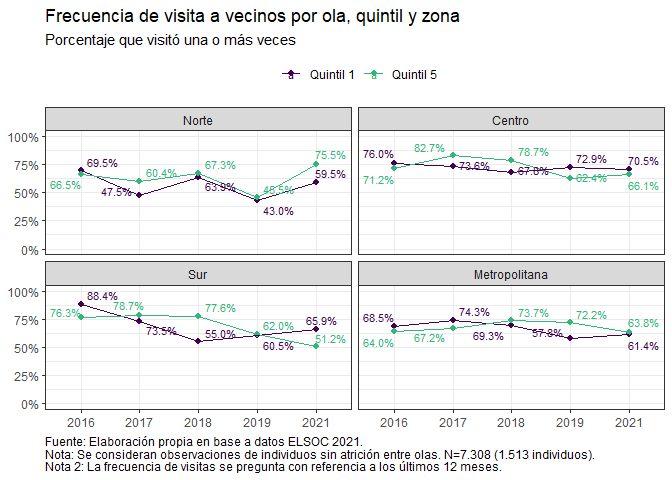 Frecuencia de visita a vecinos por ola, quintil y zona
Porcentaje que visitó una o más veces
Quintil 1 Quintil 5
Norte Centro
100%
75%
50%
25%
0%
69.5% 47.5% 63.9% 43.0% 59.5%
66.5% 60.4% 67.3% 45.5% 75.5%
76.0% 73.6% 67.8% 72.9% 70.5%
71.2% 82.7% 78.7% 62.4% 66.1%
Sur Metropolitana
100%
75%
50%
25%
0%
88.4% 73.5% 55.0% 60.5% 65.9%
76.3% 78.7% 77.6% 62.0% 51.2%
68.5% 74.3% 69.3% 57.8% 61.4%
64.0% 67.2% 73.7% 72.2% 63.8%
2016 2017 2018 2019 2021 2016 2017 2018 2019 2021
Fuente: Elaboración propia en base a datos ELSOC 2021.
Nota: Se consideran observaciones de individuos sin atrición entre olas. N=7.308 (1.513 individuos).
Nota 2: La frecuencia de visitas se pregunta con referencia a los últimos 12 meses.